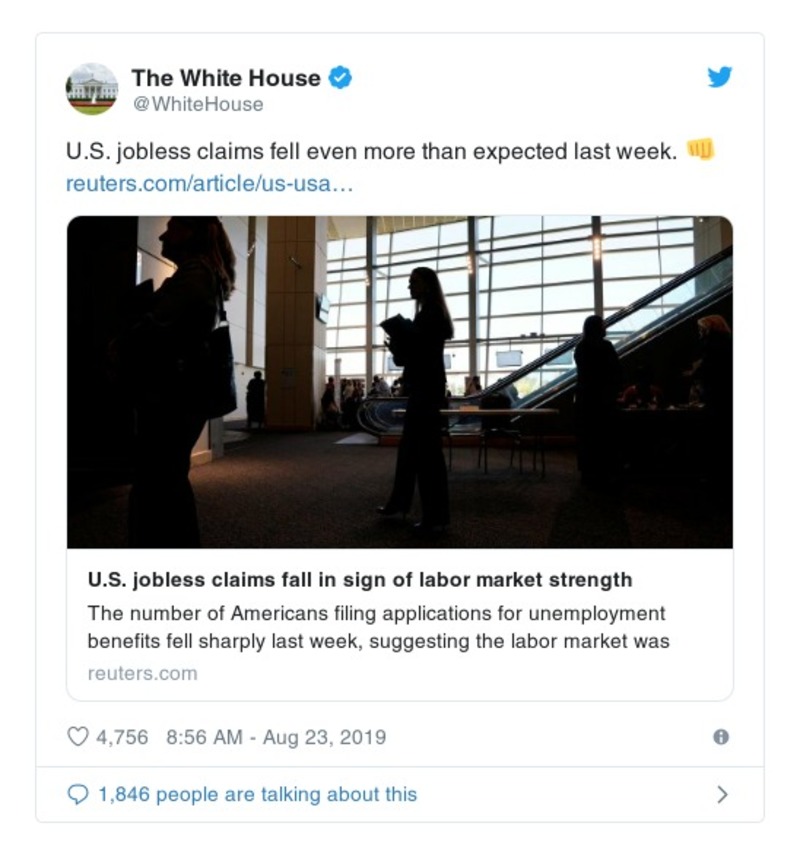 The White House
@WhiteHouse
U.S. jobless claims fell even more than expected last week. 👊
reuters.com/article/us-usa…
U.S. jobless claims fall in sign of labor market strength
The number of Americans filing applications for unemployment
benefits fell sharply last week, suggesting the labor market was
reuters.com
4,756 8:56 AM - Aug 23, 2019
1,846 people are talking about this